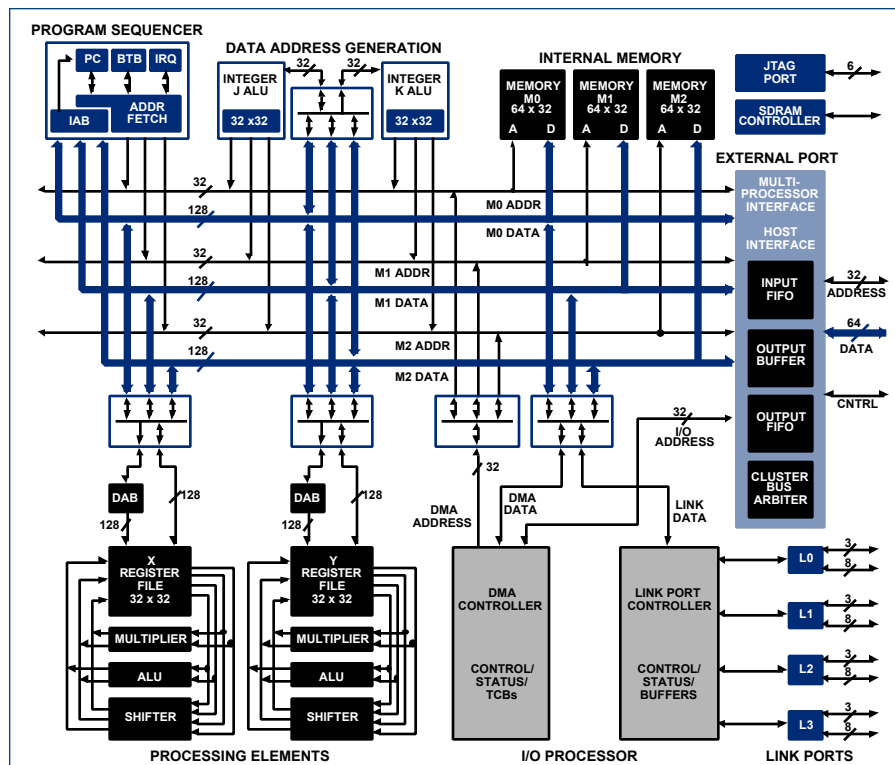 PROGRAM SEQUENCER
PC
BTB
IRQ
ADDR
FETCH
IAB
DATA ADDRESS GENERATION
32
32
INTEGER
J ALU
32 x32
INTEGER
K ALU
32 x32
INTERNAL MEMORY
MEMORY
M0
64 x 32
A
D
MEMORY
M1
64 x 32
A
D
MEMORY
M2
64 x 32
A
D
JTAG
PORT
6
SDRAM
CONTROLLER
EXTERNAL PORT
MULTI-
PROCESSOR
INTERFACE
HOST
INTERFACE
INPUT
FIFO
OUTPUT
BUFFER
OUTPUT
FIFO
CLUSTER
BUS
ARBITER
32
ADDRESS
64
DATA
CNTRL
32
M0 ADDR
128
M0 DATA
32
M1 ADDR
128
M1 DATA
32
M2 ADDR
128
M2 DATA
32
I/O
ADDRESS
DAB
128
128
DAB
128
128
32
DMA
ADDRESS
DMA
DATA
LINK
DATA
X
REGISTER
FILE
32 x 32
MULTIPLIER
ALU
SHIFTER
Y
REGISTER
FILE
32 x 32
MULTIPLIER
ALU
SHIFTER
DMA
CONTROLLER
CONTROL/
STATUS/
TCBs
LINK PORT
CONTROLLER
CONTROL/
STATUS/
BUFFERS
L0
3
8
L1
3
8
L2
3
8
L3
3
8
PROCESSING ELEMENTS
I/O PROCESSOR
LINK PORTS